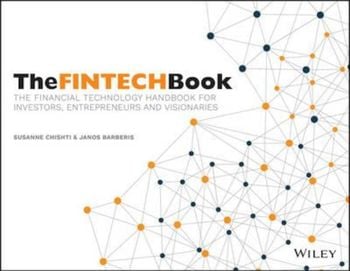 TheFINTECHBook
THE FINANCIAL TECHNOLOGY HANDBOOK FOR
INVESTORS, ENTREPRENEURS AND VISIONARIES
SUSANNE CHISHTI & JANOS BARBERIS
WILEY